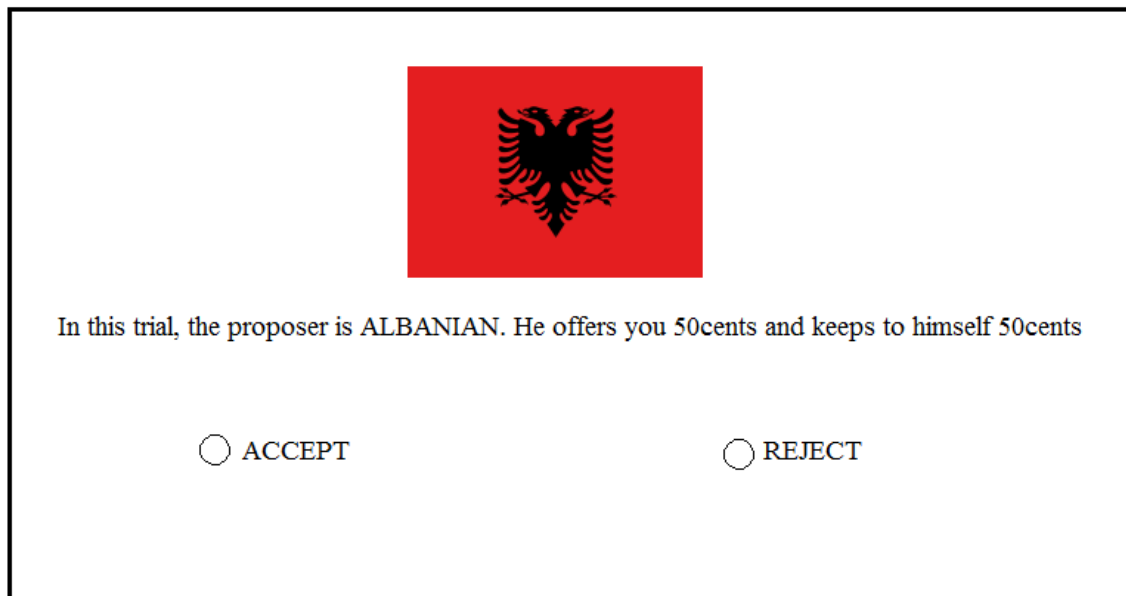 In this trial, the proposer is ALBANIAN. He offers you 50cents and keeps to himself 50cents
ACCEPT
REJECT